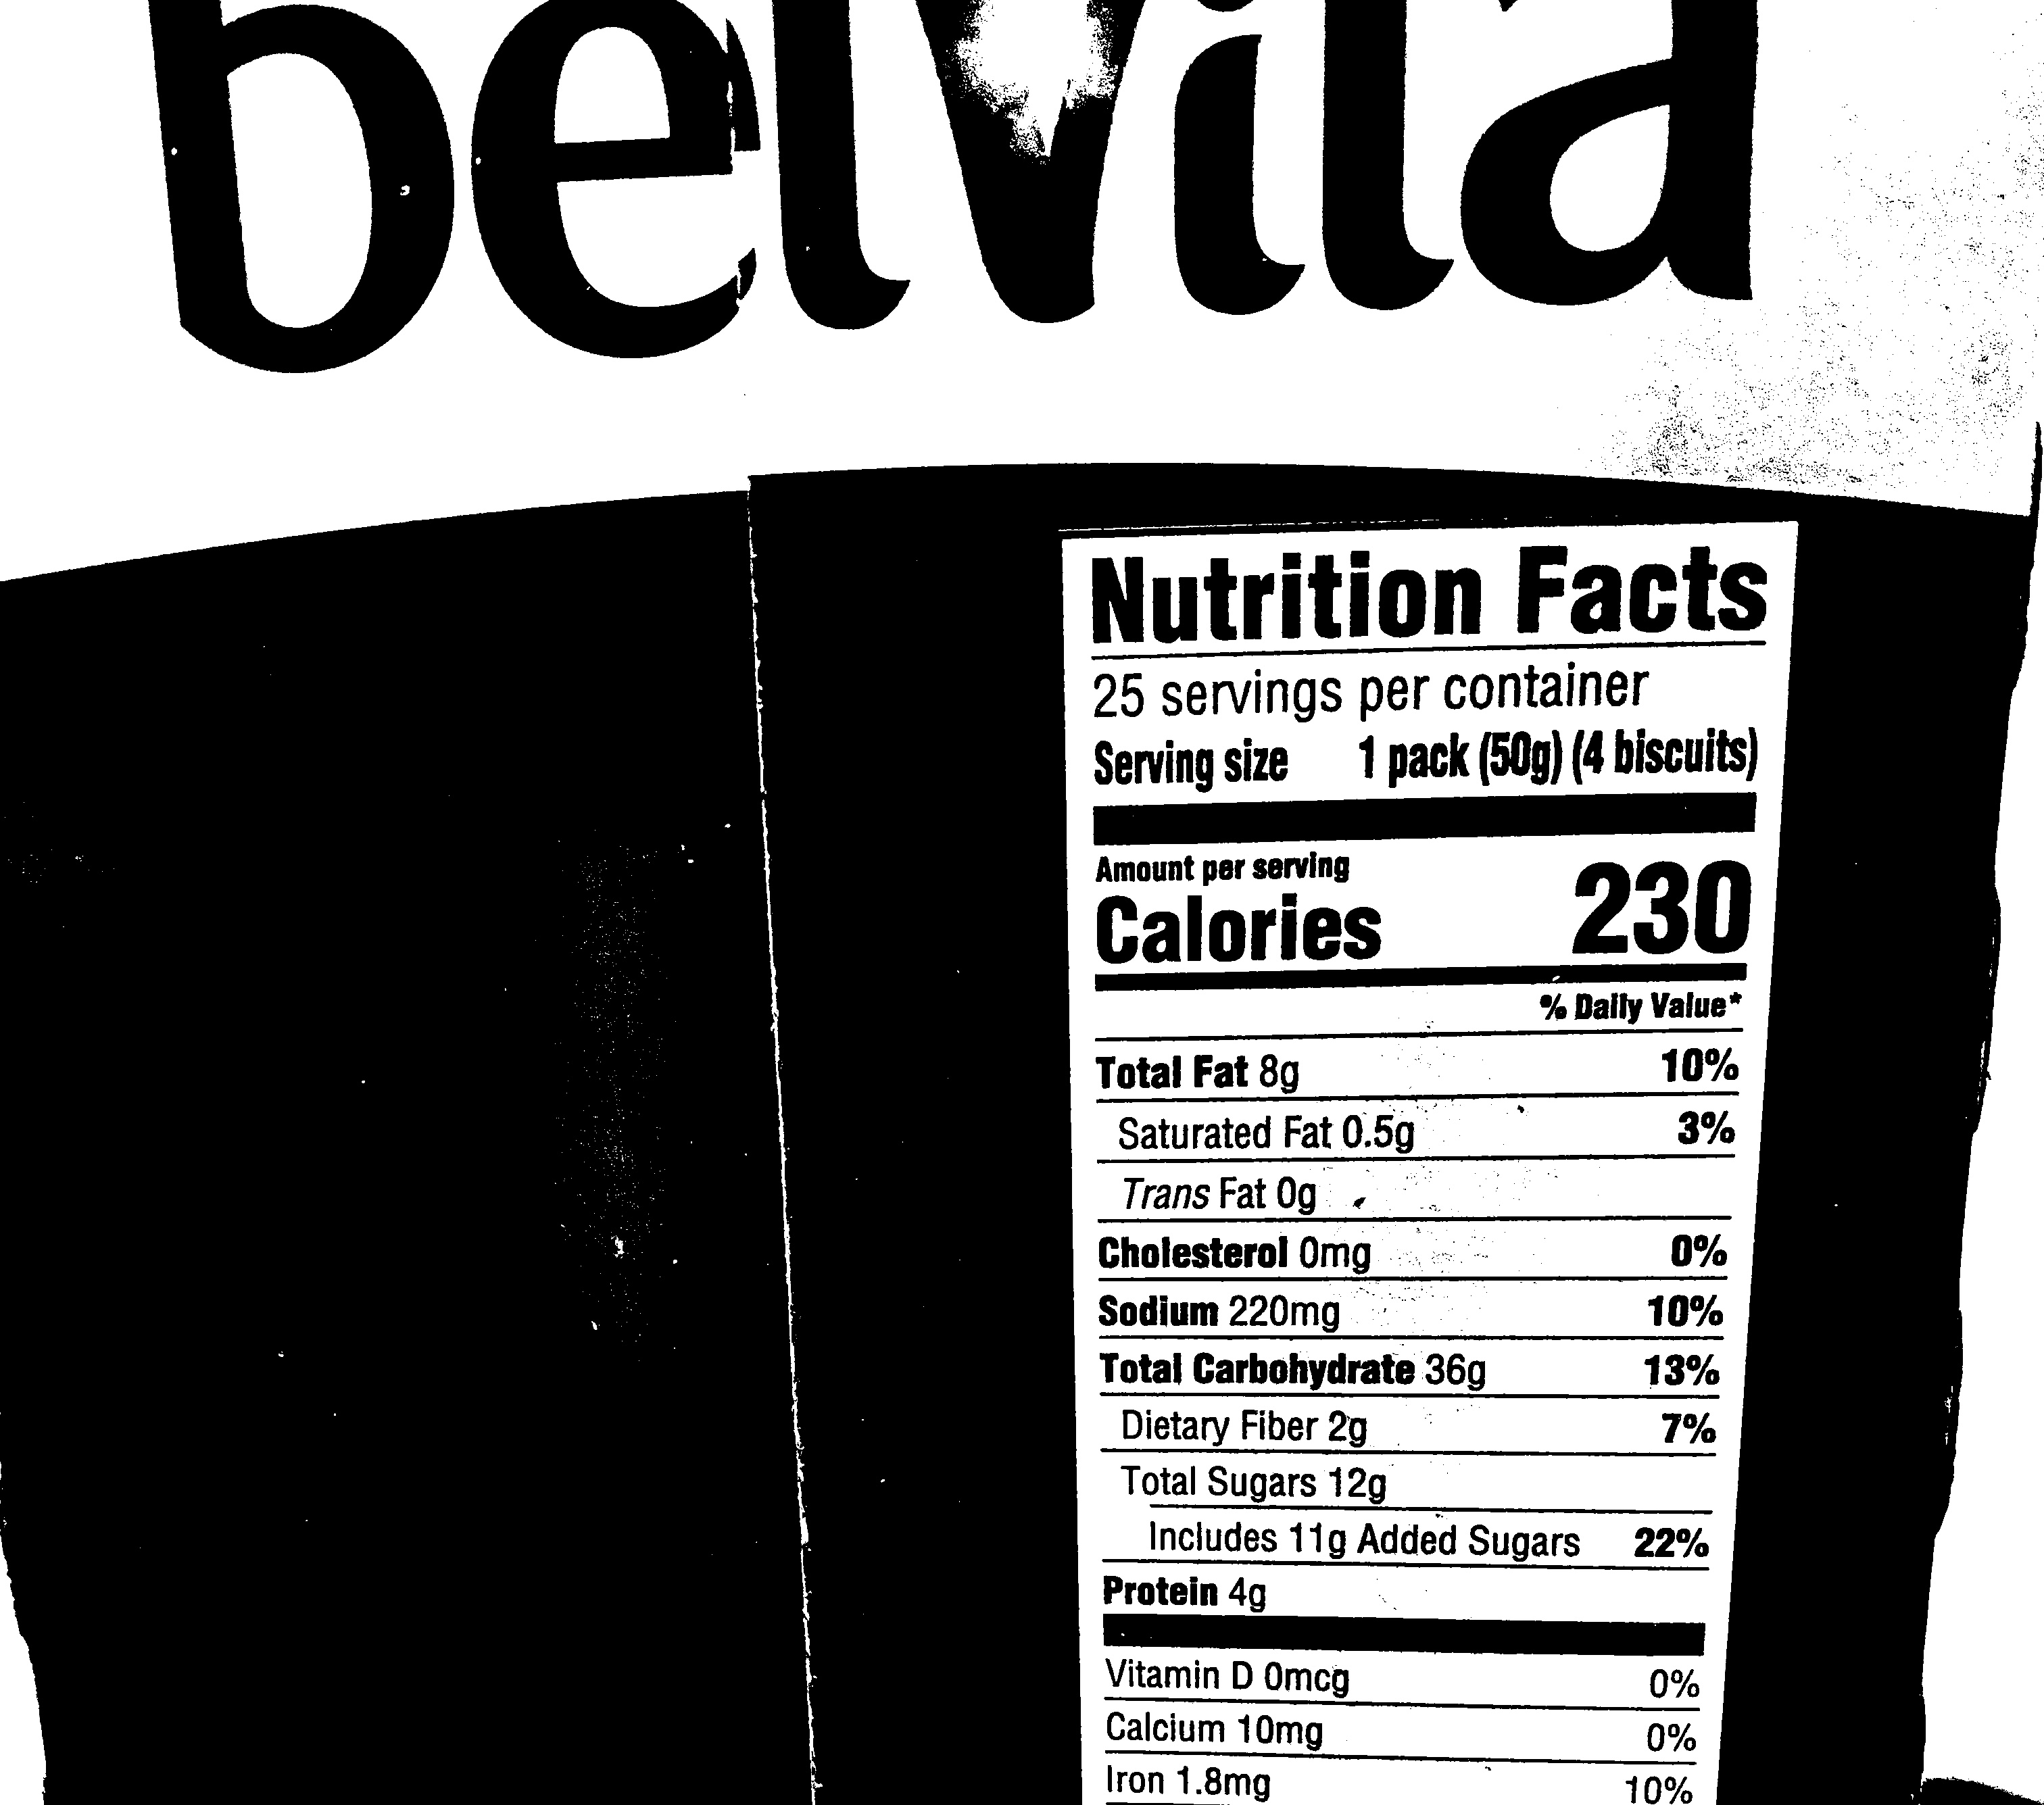 belVita
Nutrition Facts
25 servings per container
Serving size 1 pack (50g) (4 biscuits)
Amount per serving
Calories 230
% Daily Value*
Total Fat 8g 10%
Saturated Fat 0.5g 3%
Trans Fat 0g
Cholesterol 0mg 0%
Sodium 220mg 10%
Total Carbohydrate 36g 13%
Dietary Fiber 2g 7%
Total Sugars 12g
Includes 11g Added Sugars 22%
Protein 4g
Vitamin D 0mcg 0%
Calcium 10mg 0%
Iron 1.8mg 10%